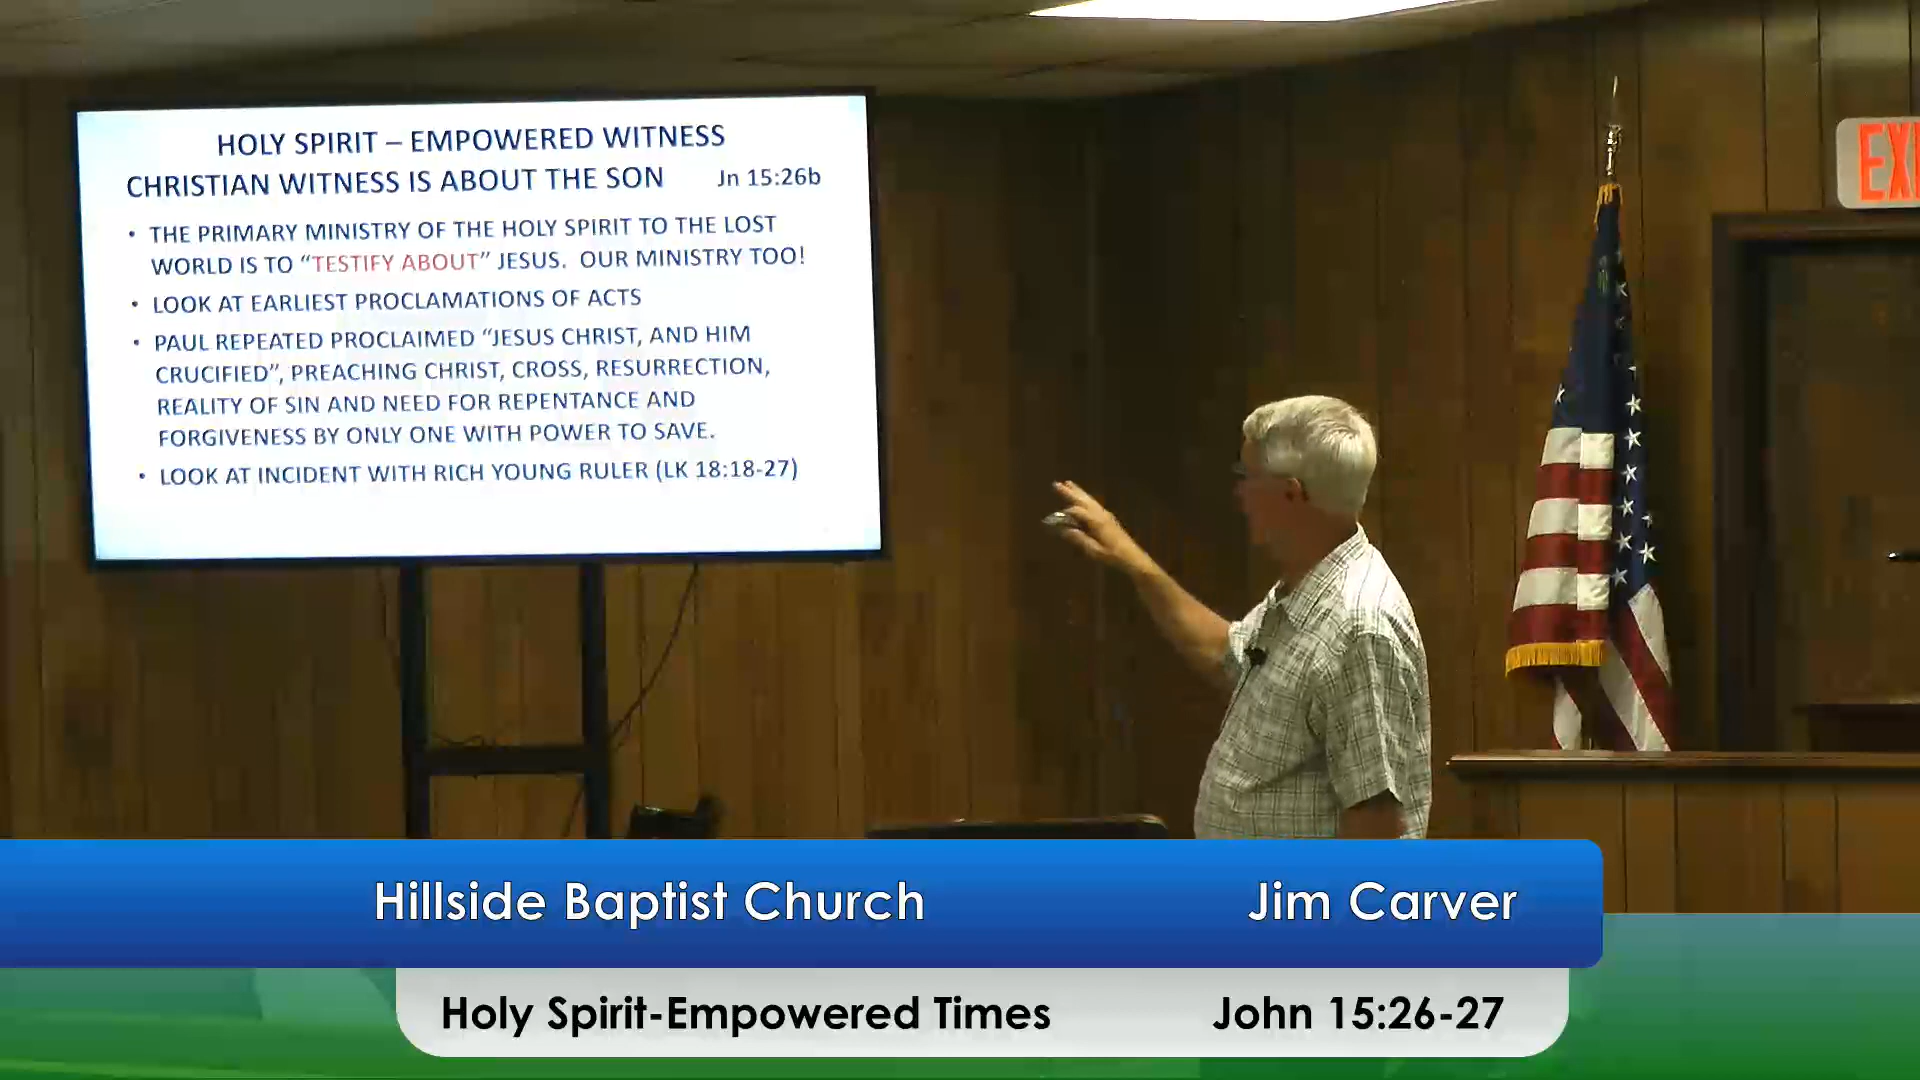 HOLY SPIRIT – EMPOWERED WITNESS
CHRISTIAN WITNESS IS ABOUT THE SON Jn 15:26b
• THE PRIMARY MINISTRY OF THE HOLY SPIRIT TO THE LOST
WORLD IS TO “TESTIFY ABOUT” JESUS. OUR MINISTRY TOO!
• LOOK AT EARLIEST PROCLAMATIONS OF ACTS
• PAUL REPEATED PROCLAIMED “JESUS CHRIST, AND HIM
CRUCIFIED”, PREACHING CHRIST, CROSS, RESURRECTION,
REALITY OF SIN AND NEED FOR REPENTANCE AND
FORGIVENESS BY ONLY ONE WITH POWER TO SAVE.
• LOOK AT INCIDENT WITH RICH YOUNG RULER (LK 18:18-27)
EXI
Hillside Baptist Church Jim Carver
Holy Spirit-Empowered Times John 15:26-27